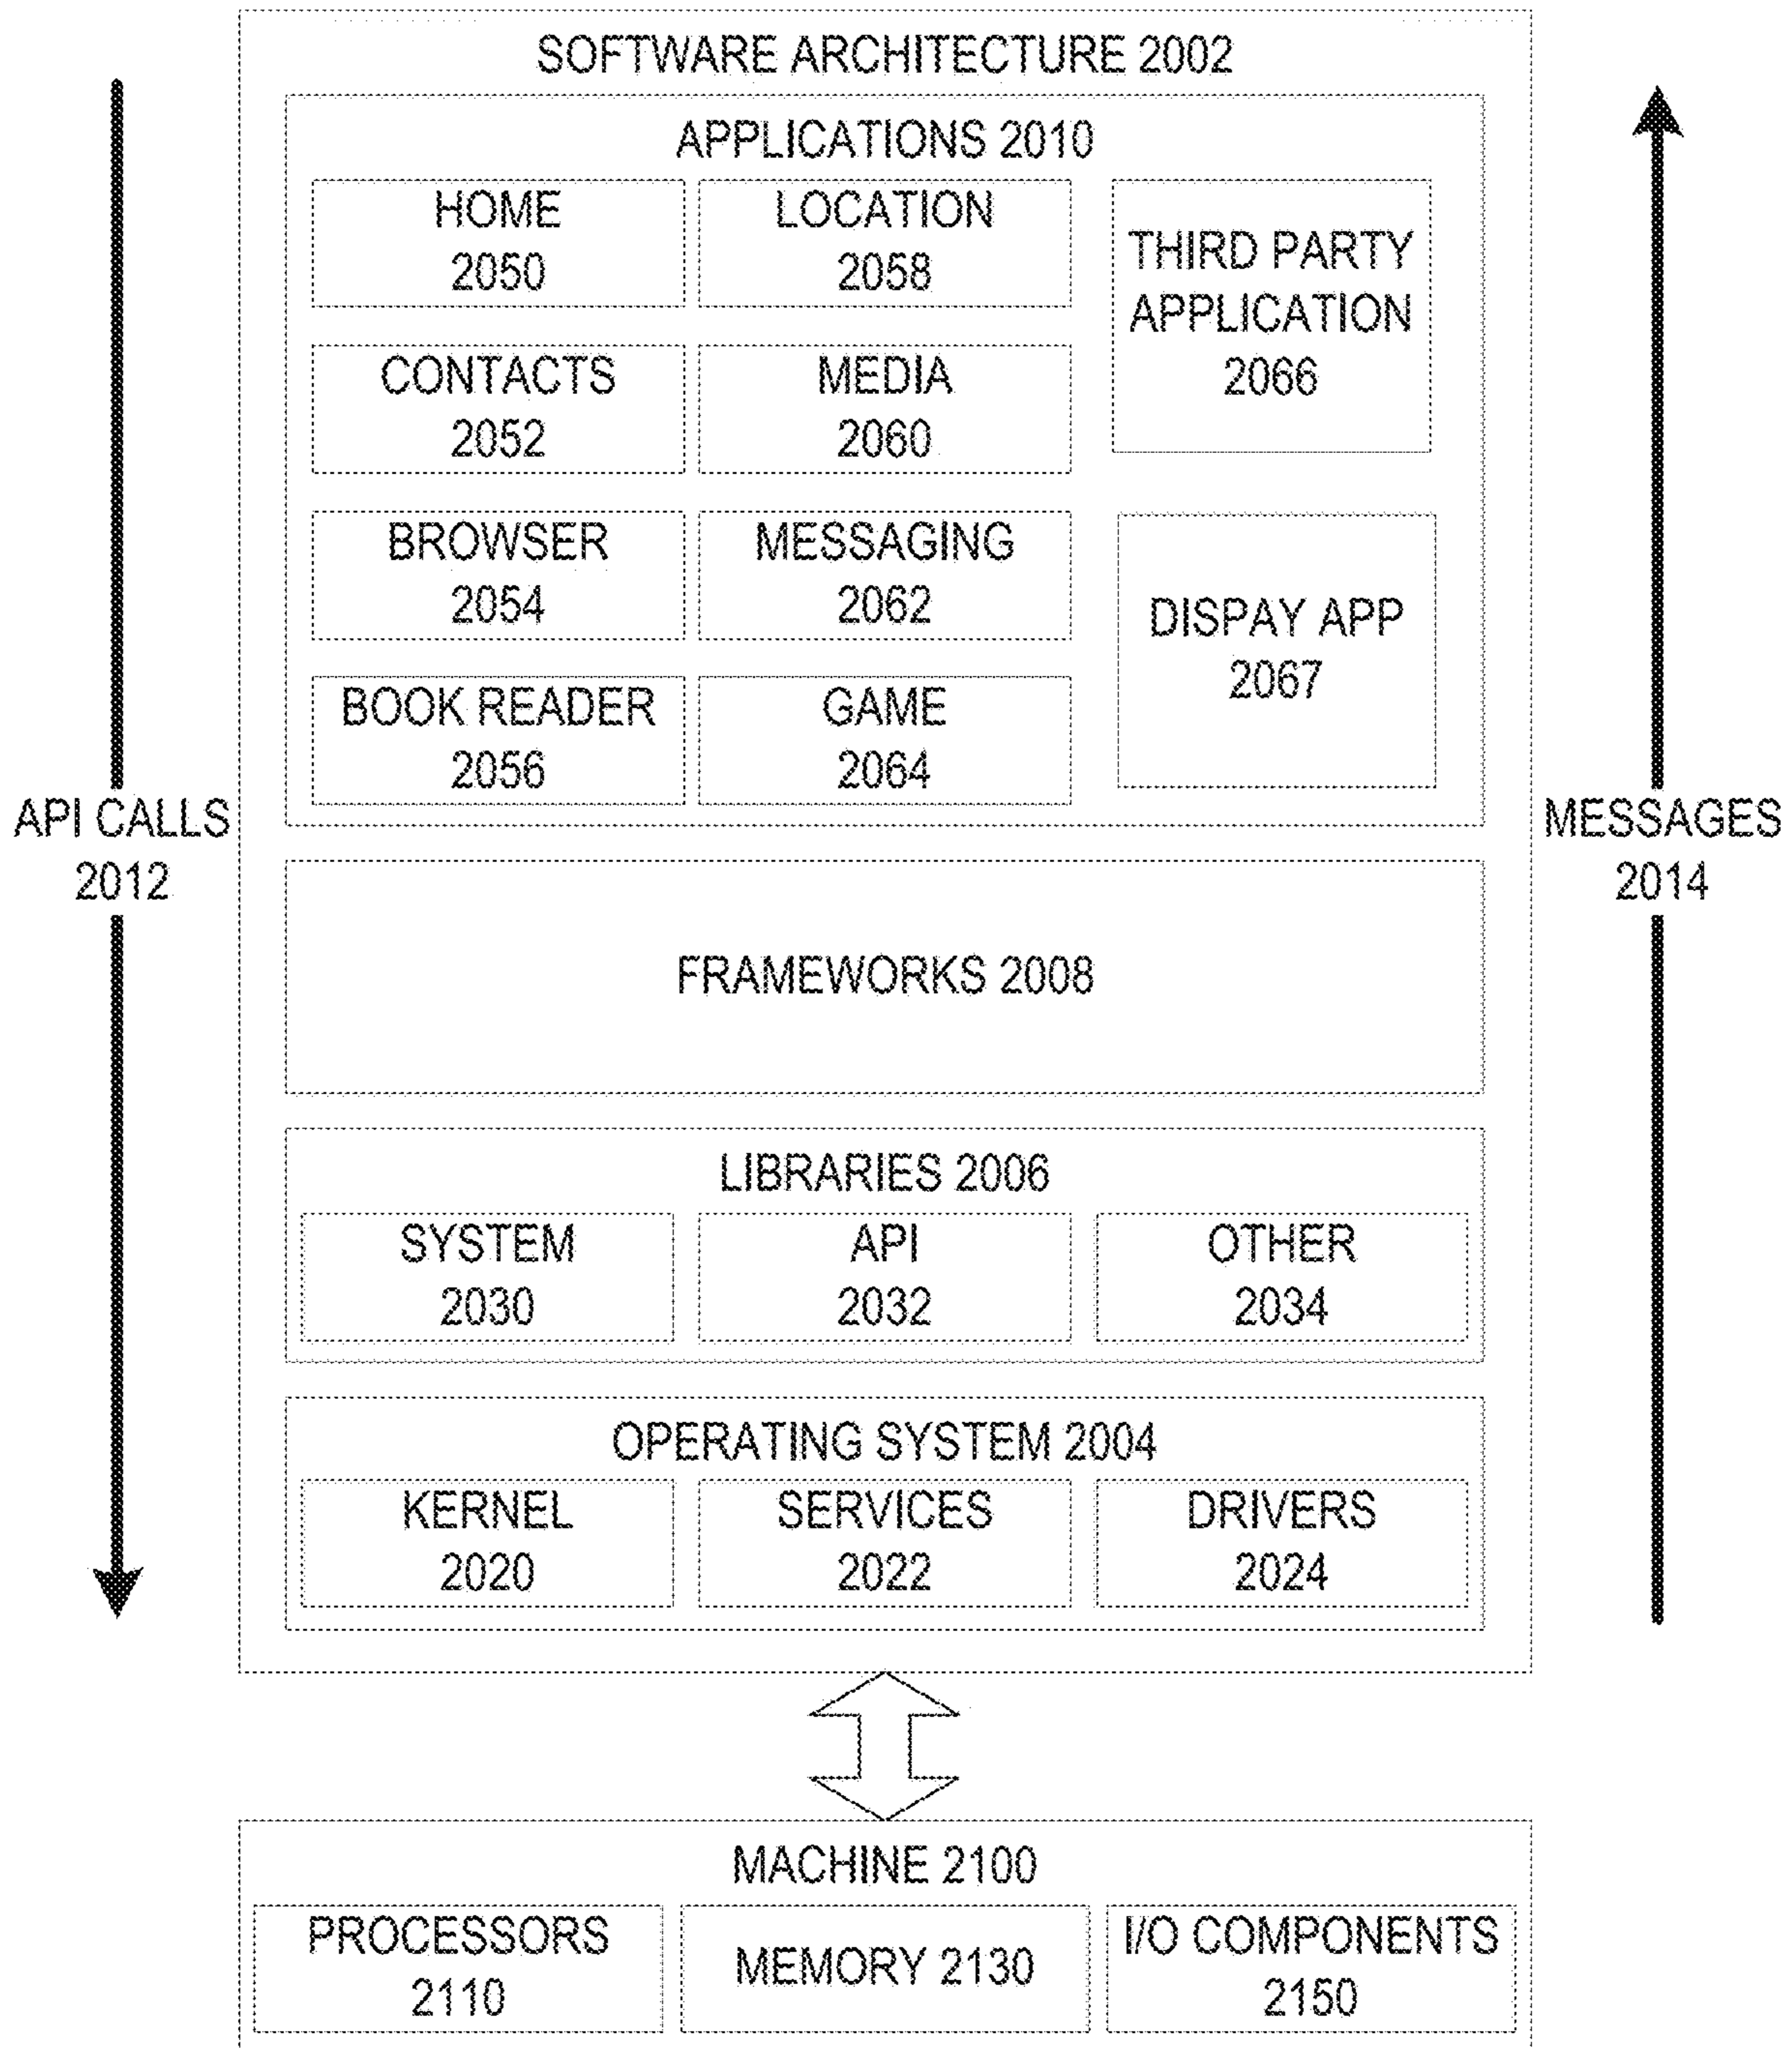 SOFTWARE ARCHITECTURE 2002
APPLICATIONS 2010
HOME
2050
LOCATION
2058
THIRD PARTY
APPLICATION
2066
CONTACTS
2052
MEDIA
2060
BROWSER
2054
MESSAGING
2062
DISPAY APP
2067
BOOK READER
2056
GAME
2064
API CALLS
2012
MESSAGES
2014
FRAMEWORKS 2008
LIBRARIES 2006
SYSTEM
2030
API
2032
OTHER
2034
OPERATING SYSTEM 2004
KERNEL
2020
SERVICES
2022
DRIVERS
2024
MACHINE 2100
PROCESSORS
2110
MEMORY 2130
I/O COMPONENTS
2150